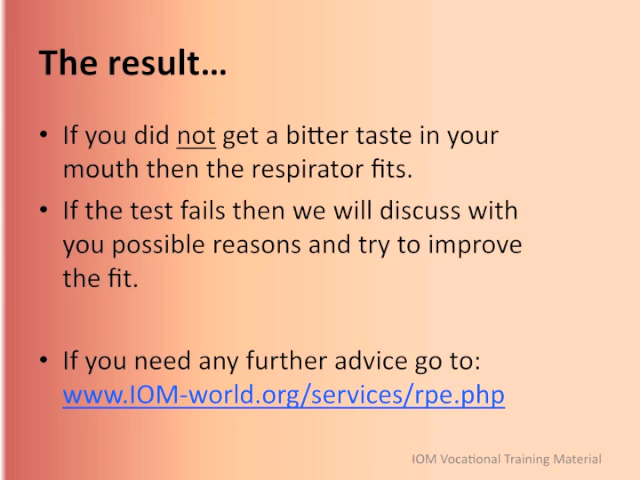 The result…
• If you did not get a bitter taste in your
mouth then the respirator fits.
• If the test fails then we will discuss with
you possible reasons and try to improve
the fit.
• If you need any further advice go to:
www.IOM-world.org/services/rpe.php
IOM Vocational Training Material